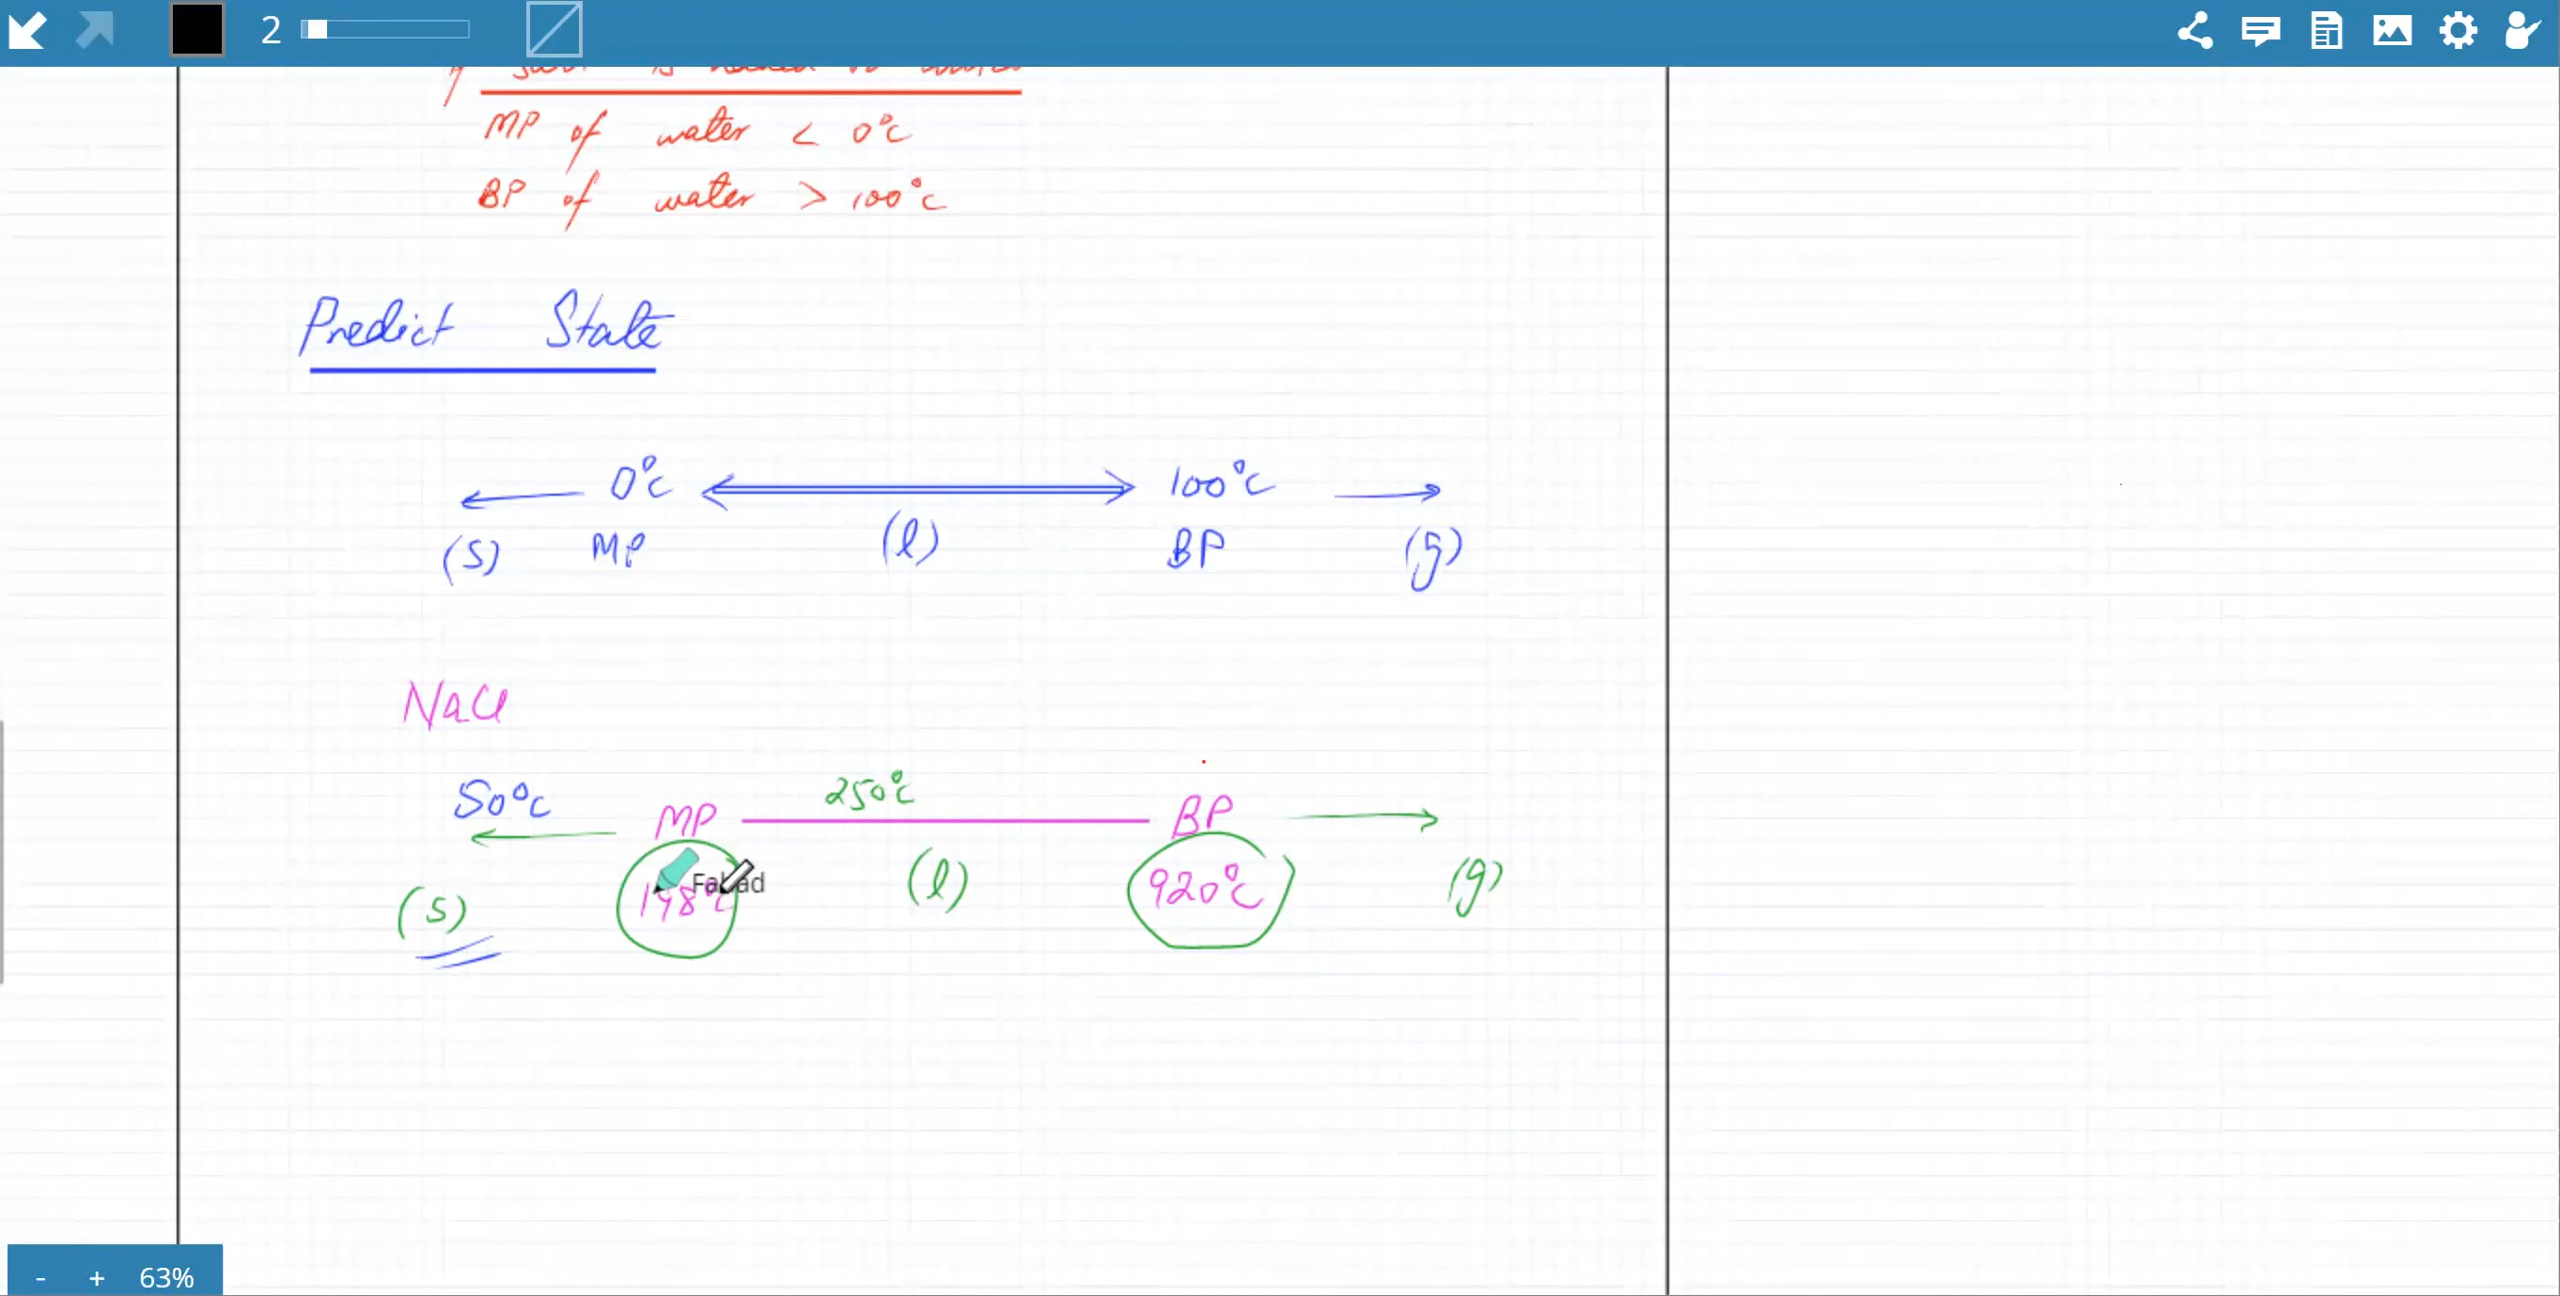 2
MP of water < 0°C
BP of water > 100°C
Predict State
0°C 100°C
(s) MP (l) BP (g)
NaCl
50°C MP 250°C BP
(s) 148°C (l) 920°C (g)
- + 63%